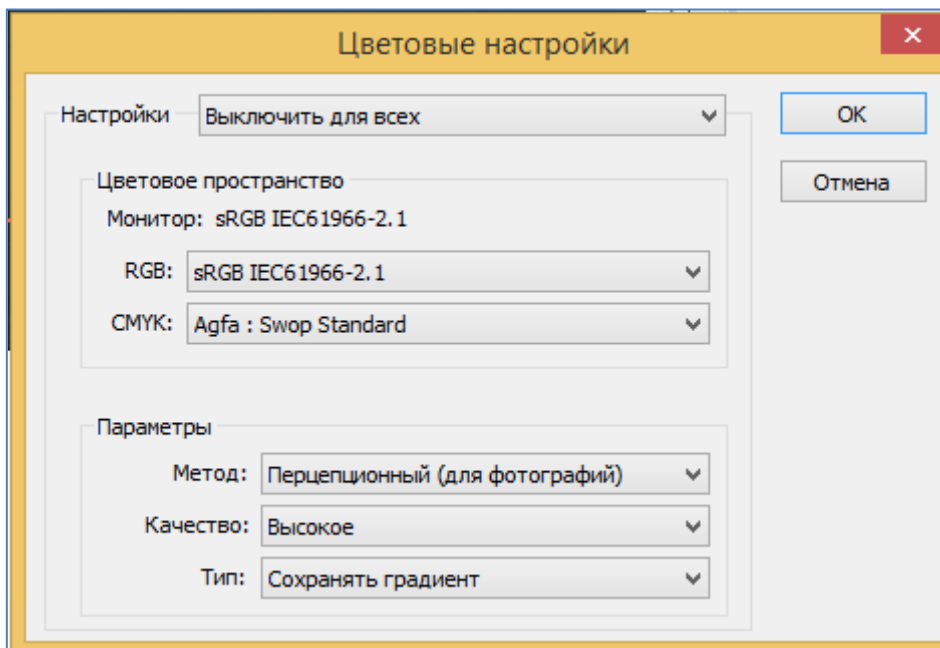 Цветовые настройки
Настройки Выключить для всех
OK
Цветовое пространство
Отмена
Монитор: sRGB IEC61966-2.1
RGB: sRGB IEC61966-2.1
CMYK: Agfa : Swop Standard
Параметры
Метод: Перцепционный (для фотографий)
Качество: Высокое
Тип: Сохранять градиент